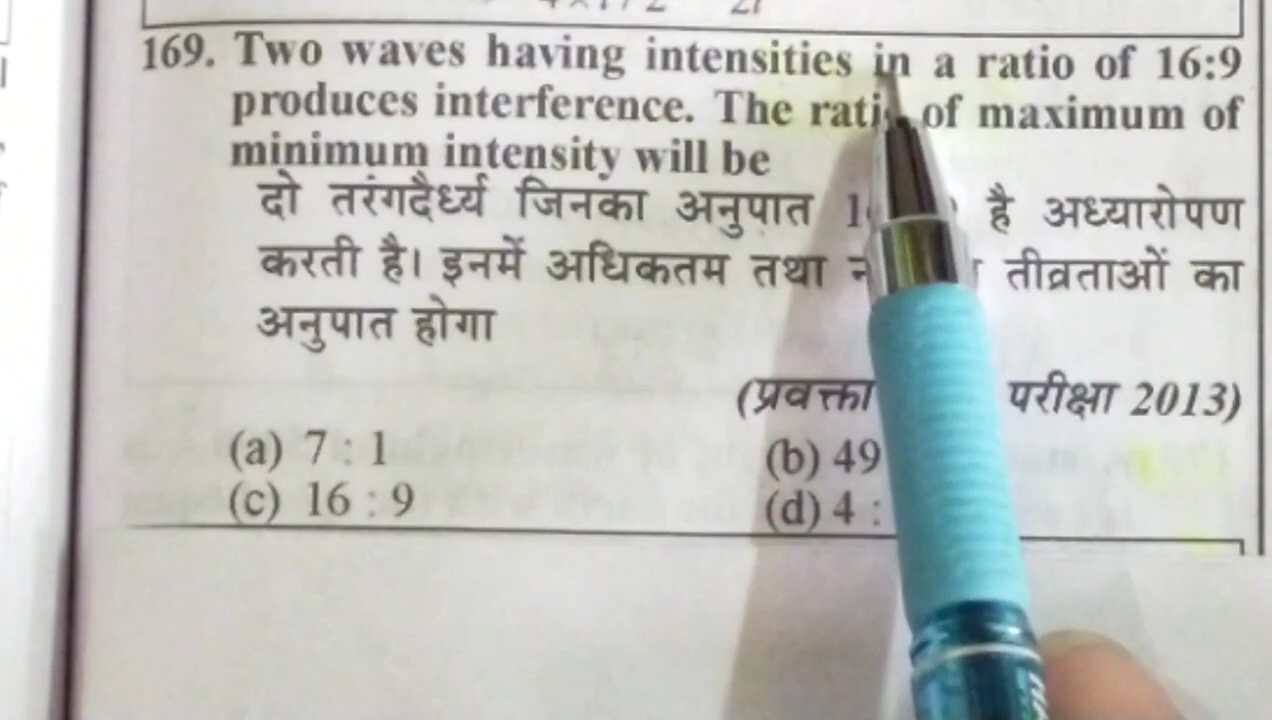 169. Two waves having intensities in a ratio of 16:9
produces interference. The of maximum of
minimum intensity will be
दो तरंगदैर्ध्य जिनका अनुपात है अध्यारोपण
करती है। इनमें अधिकतम तथा तीव्रताओं का
अनुपात होगा
(प्रवक्ता परीक्षा 2013)
(a) 7 : 1 (b) 49
(c) 16 : 9 (d) 4 :